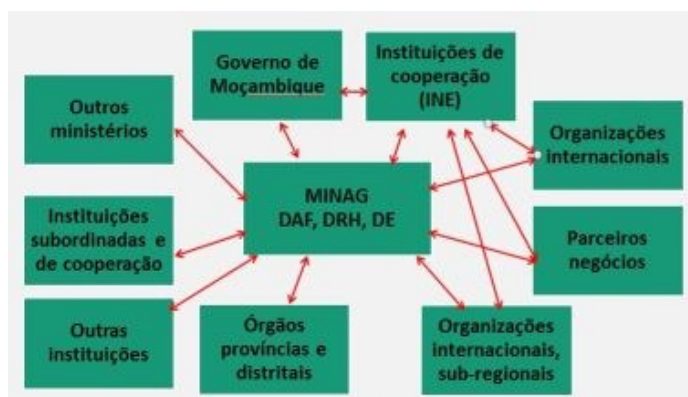 Governo de
Moçambique
Instituições de
cooperação
(INE)
Outros
ministérios
Organizações
internacionais
MINAG
DAF, DRH, DE
Instituições
subordinadas e
de cooperação
Parceiros
negócios
Outras
instituições
Órgãos
províncias e
distritais
Organizações
internacionais,
sub-regionais